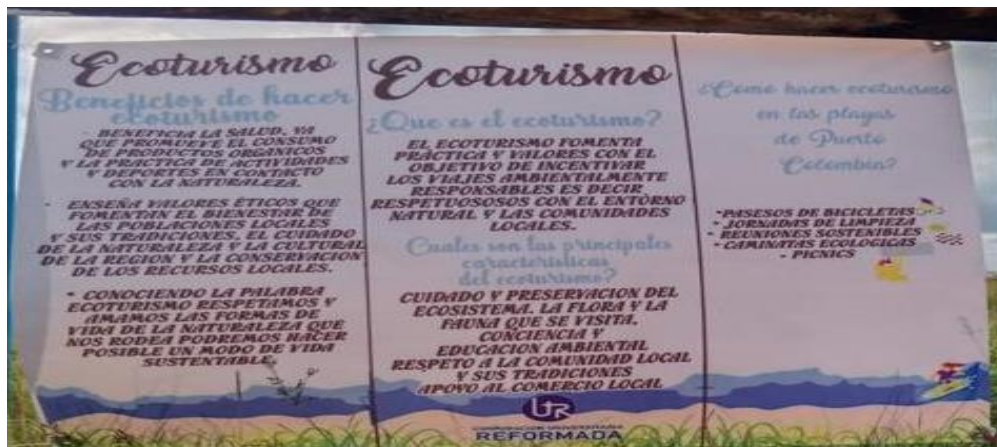 Ecoturismo
Beneficios de hacer
ecoturismo
- BENEFICIA LA SALUD, YA
QUE PROMUEVE EL CONSUMO
DE PRODUCTOS ORGANICOS
Y LA PRACTICA DE ACTIVIDADES
Y DEPORTES EN CONTACTO
CON LA NATURALEZA.
- ENSEÑA VALORES ÉTICOS QUE
FOMENTAN EL BIENESTAR DE
LAS POBLACIONES LOCALES
Y SUS TRADICIONES, EL CUIDADO
DE LA NATURALEZA Y LA CULTURAL
DE LA REGION Y LA CONSERVACION
DE LOS RECURSOS LOCALES.
• CONOCIENDO LA PALABRA
ECOTURISMO RESPETAMOS Y
AMAMOS LAS FORMAS DE
VIDA DE LA NATURALEZA QUE
NOS RODEA PODREMOS HACER
POSIBLE UN MODO DE VIDA
SUSTENTABLE.
Ecoturismo
¿Que es el ecoturismo?
EL ECOTURISMO FOMENTA
PRÁCTICA Y VALORES CON EL
OBJETIVO DE INCENTIVAR
LOS VIAJES AMBIENTALMENTE
RESPONSABLES ES DECIR
RESPETUOSOSOS CON EL ENTORNO
NATURAL Y LAS COMUNIDADES
LOCALES.
Cuales son las principales
caracteristicas
del ecoturismo?
CUIDADO Y PRESERVACION DEL
ECOSISTEMA, LA FLORA Y LA
FAUNA QUE SE VISITA.
CONCIENCIA Y
EDUCACION AMBIENTAL
RESPETO A LA COMUNIDAD LOCAL
Y SUS TRADICIONES
APOYO AL COMERCIO LOCAL
UR
CORPORACION UNIVERSITARIA
REFORMADA
¿Como hacer ecoturismo
en las playas
de Puerto
Colombia?
•PASESOS DE BICICLETAS
- JORNADAS DE LIMPIEZA
• REUNIONES SOSTENIBLES
- CAMINATAS ECOLOGICAS
- PICNICS